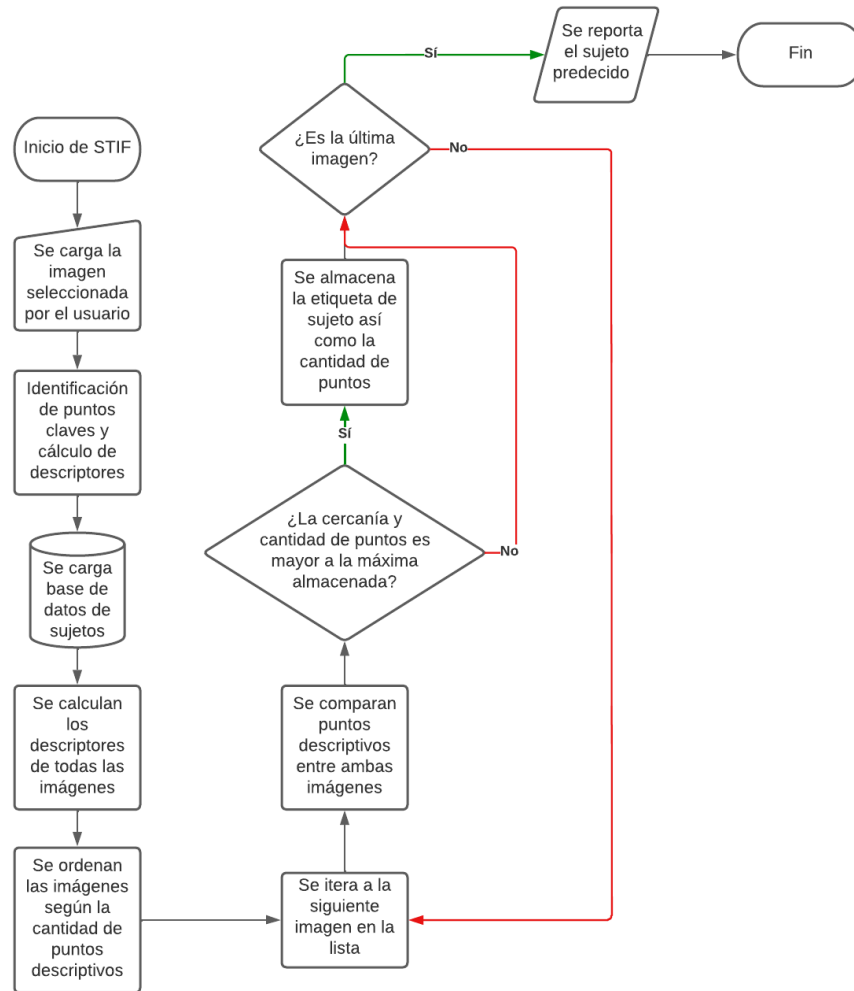 Inicio de STIF
Se carga la
imagen
seleccionada
por el usuario
Identificación
de puntos
claves y
cálculo de
descriptores
Se carga
base de
datos de
sujetos
Se calculan
los
descriptores
de todas las
imágenes
Se ordenan
las imágenes
según la
cantidad de
puntos
descriptivos
Se itera a la
siguiente
imagen en la
lista
Se comparan
puntos
descriptivos
entre ambas
imágenes
¿La cercanía y
cantidad de puntos es
mayor a la máxima
almacenada?
No
Sí
Se almacena
la etiqueta de
sujeto así
como la
cantidad de
puntos
¿Es la última
imagen?
No
Sí
Se reporta
el sujeto
predecido
Fin